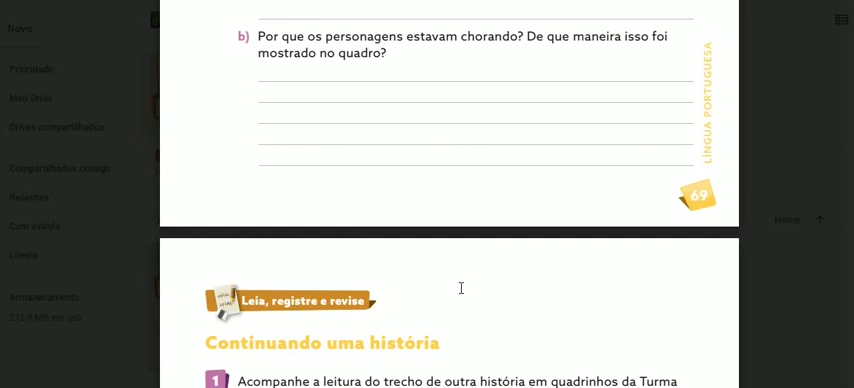 Novo
Prioridade
Meu Drive
Drives compartilhados
Compartilhados comigo
Recentes
Com estrela
Lixeira
Armazenamento
213,9 MB em uso
Nome
b) Por que os personagens estavam chorando? De que maneira isso foi
mostrado no quadro?
LÍNGUA PORTUGUESA
69
Leia, registre e revise
Continuando uma história
1 Acompanhe a leitura do trecho de outra história em quadrinhos da Turma